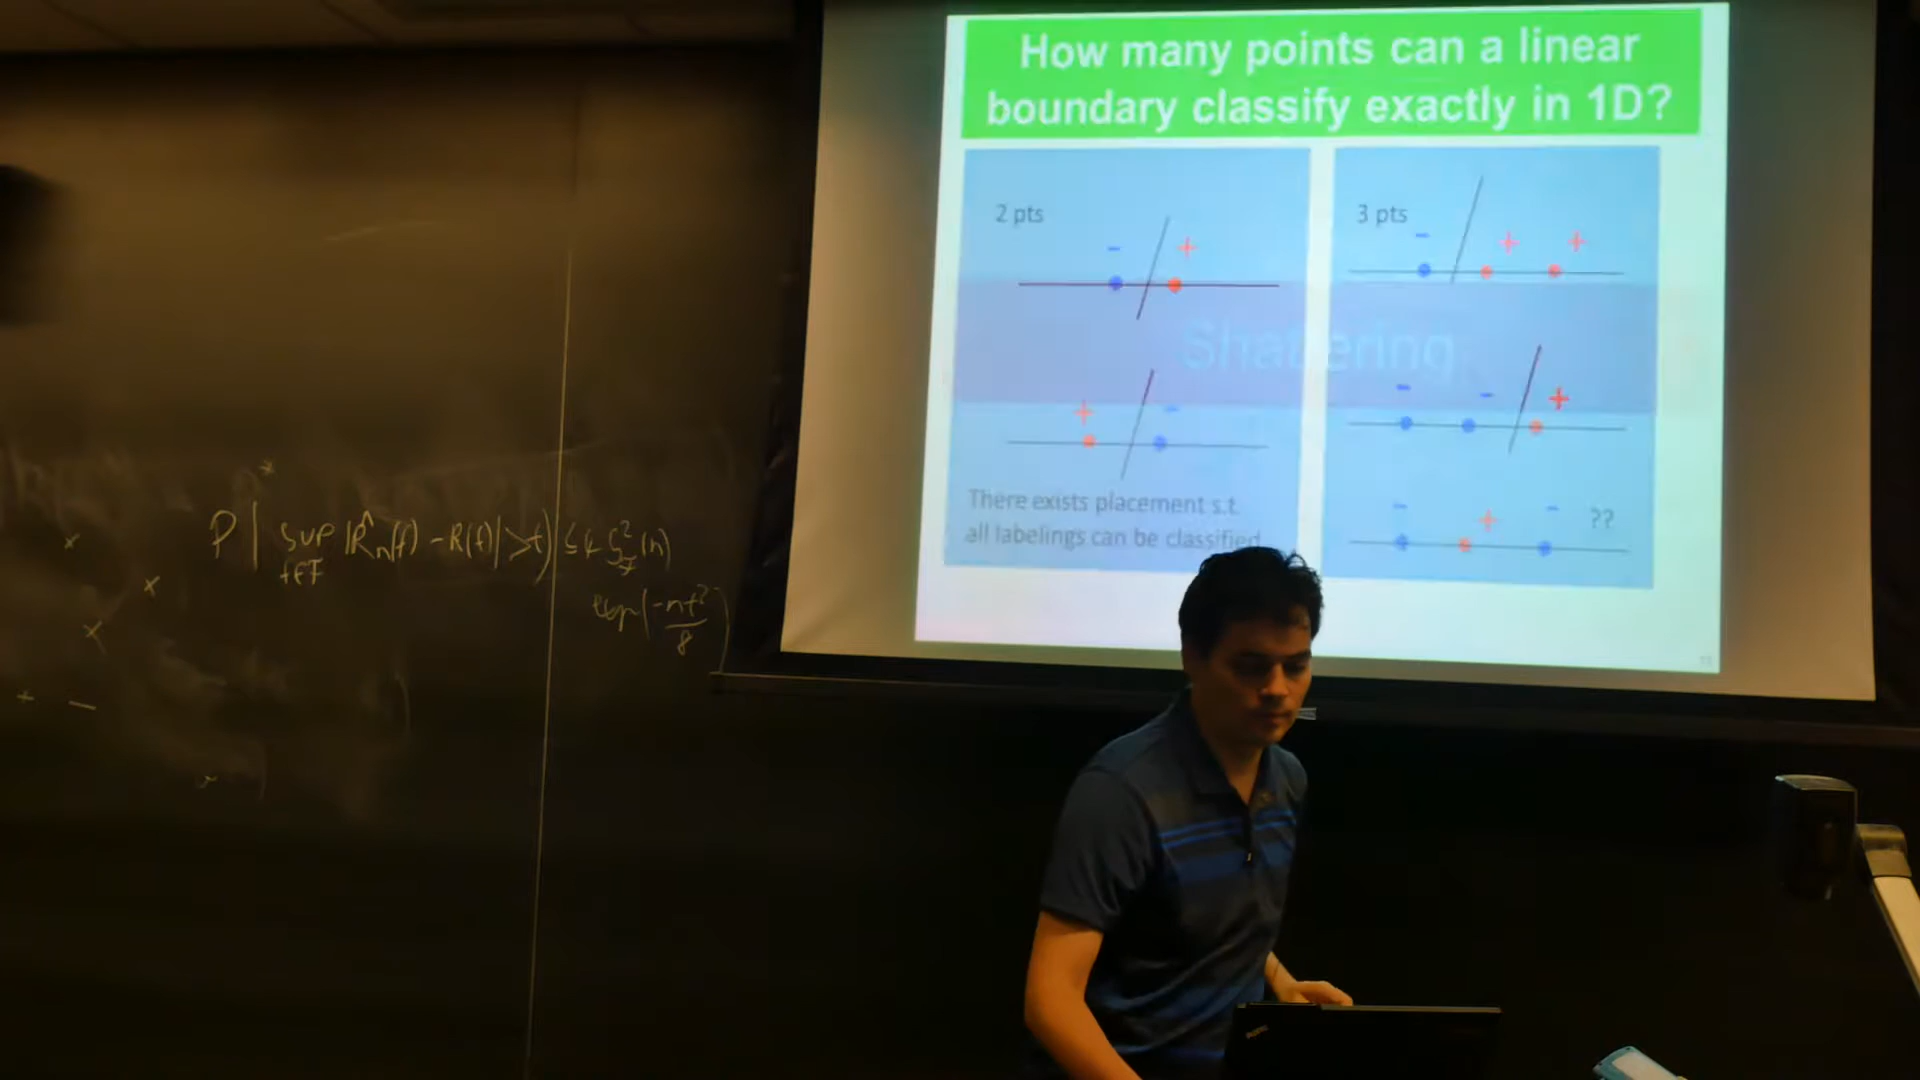 How many points can a linear
boundary classify exactly in 1D?
2 pts
- +
+ -
There exists placement s.t.
all labelings can be classified
3 pts
- + +
- - +
- + - ??
Shattering
P( sup |R̂n(f) - R(f)| > t) ≤ 4 S²(n)
f∈F F
exp(-nt²
8
+ -